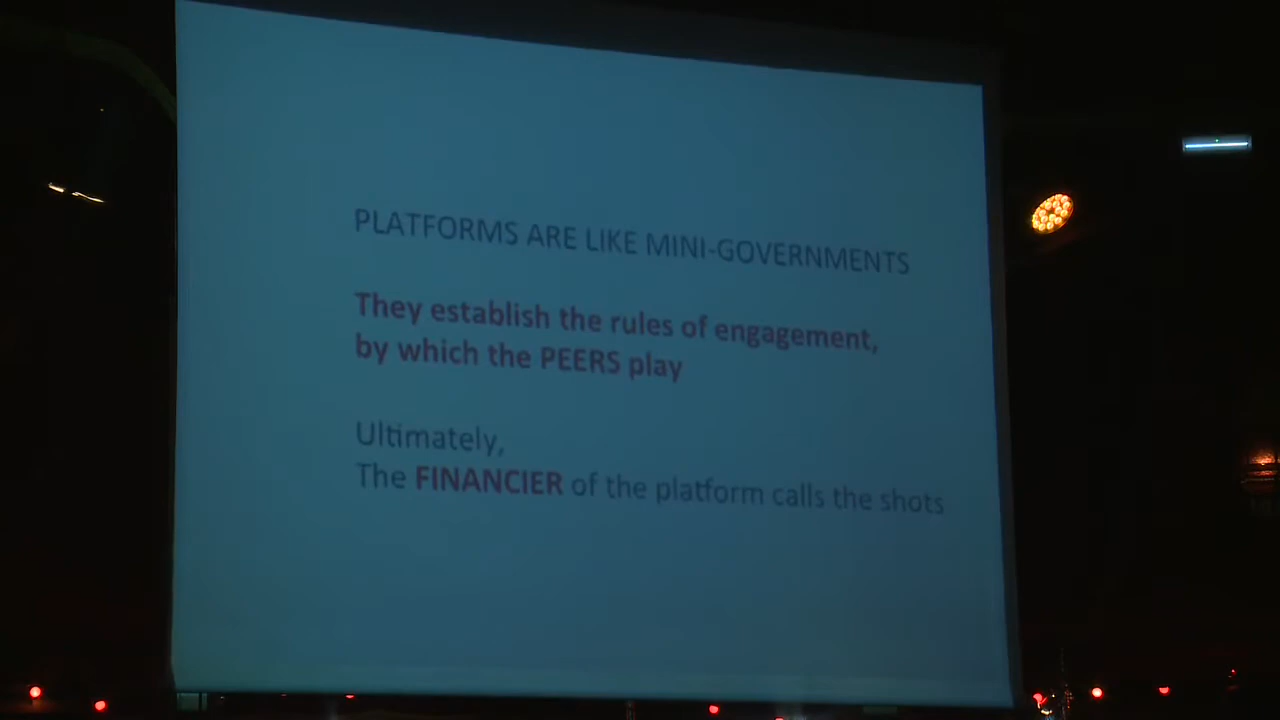 PLATFORMS ARE LIKE MINI-GOVERNMENTS
They establish the rules of engagement,
by which the PEERS play
Ultimately,
The FINANCIER of the platform calls the shots